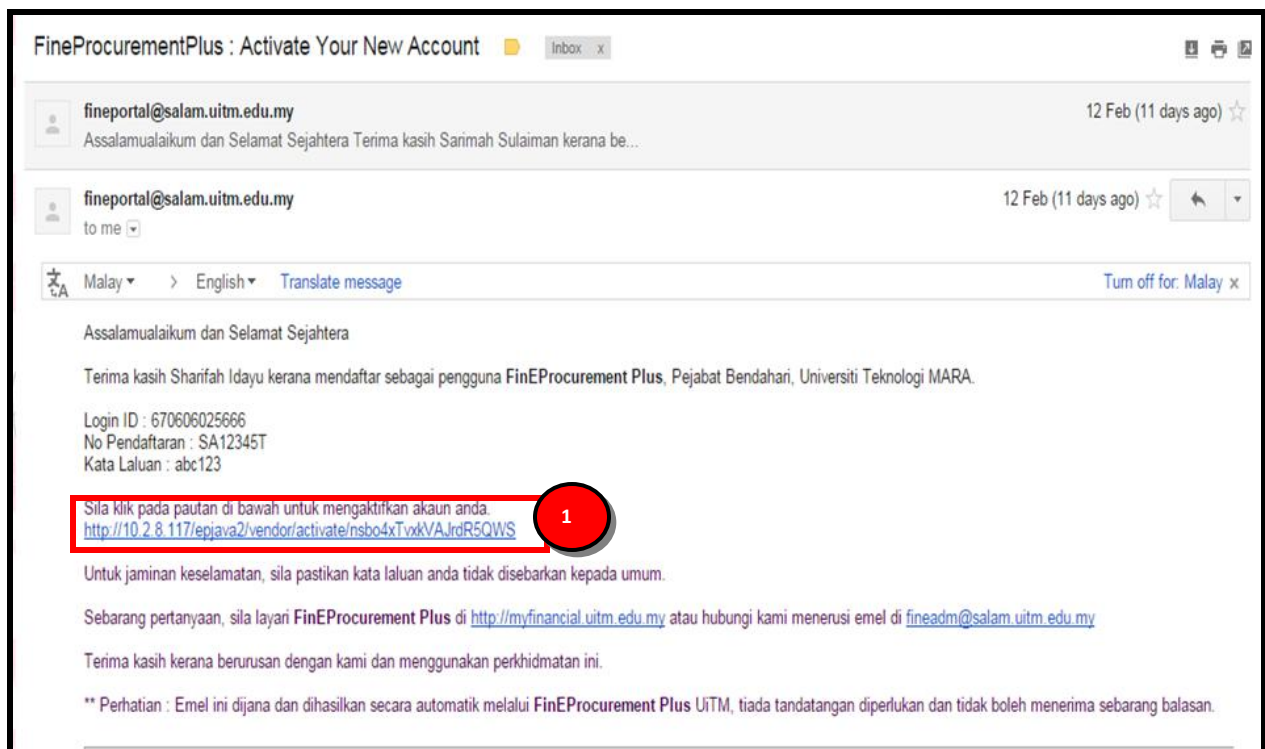 FineProcurementPlus : Activate Your New Account
Inbox x
fineportal@salam.uitm.edu.my 12 Feb (11 days ago)
Assalamualaikum dan Selamat Sejahtera Terima kasih Sarimah Sulaiman kerana be...
fineportal@salam.uitm.edu.my 12 Feb (11 days ago)
to me
Malay > English Translate message Turn off for: Malay x
Assalamualaikum dan Selamat Sejahtera
Terima kasih Sharifah Idayu kerana mendaftar sebagai pengguna FinEProcurement Plus, Pejabat Bendahari, Universiti Teknologi MARA.
Login ID : 670606025666
No Pendaftaran : SA12345T
Kata Laluan : abc123
Sila klik pada pautan di bawah untuk mengaktifkan akaun anda.
http://10.2.8.117/epjava2/vendor/activate/nsbo4xTvxkVAJrdR5QWS
1
Untuk jaminan keselamatan, sila pastikan kata laluan anda tidak disebarkan kepada umum.
Sebarang pertanyaan, sila layari FinEProcurement Plus di http://myfinancial.uitm.edu.my atau hubungi kami menerusi emel di fineadm@salam.uitm.edu.my
Terima kasih kerana berurusan dengan kami dan menggunakan perkhidmatan ini.
** Perhatian : Emel ini dijana dan dihasilkan secara automatik melalui FinEProcurement Plus UiTM, tiada tandatangan diperlukan dan tidak boleh menerima sebarang balasan.